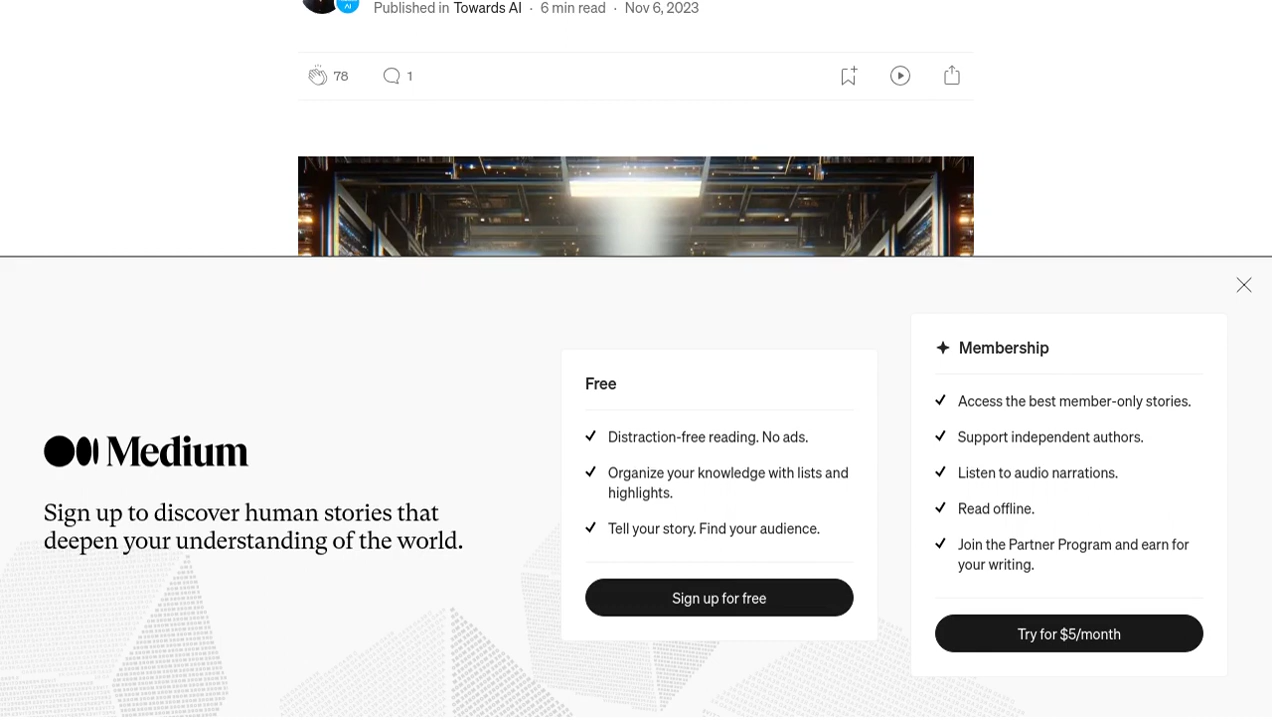 AI
Published in Towards AI · 6 min read · Nov 6, 2023
78
1
Medium
Sign up to discover human stories that
deepen your understanding of the world.
Free
Distraction-free reading. No ads.
Organize your knowledge with lists and
highlights.
Tell your story. Find your audience.
Sign up for free
Membership
Access the best member-only stories.
Support independent authors.
Listen to audio narrations.
Read offline.
Join the Partner Program and earn for
your writing.
Try for $5/month